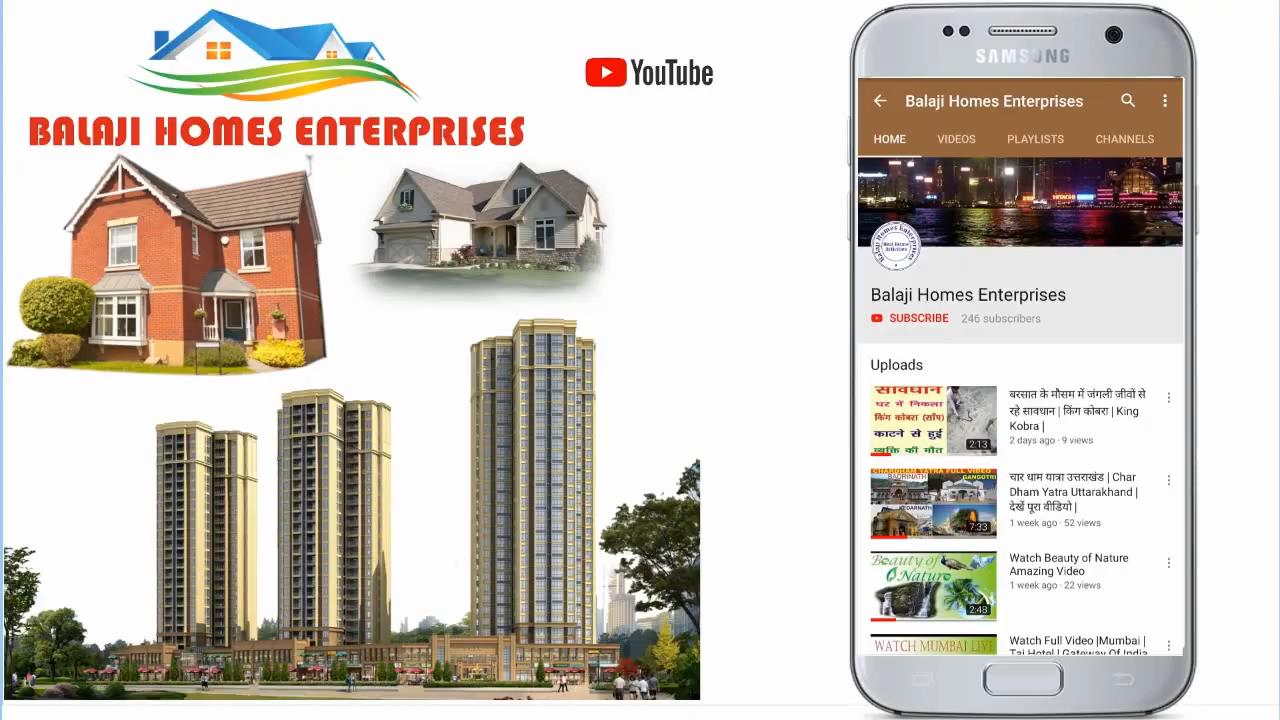 BALAJI HOMES ENTERPRISES
YouTube
SAMSUNG
Balaji Homes Enterprises
HOME VIDEOS PLAYLISTS CHANNELS
Balaji Homes Enterprises
Balaji Homes Enterprises
SUBSCRIBE 246 subscribers
Uploads
सावधान
घर में निकला
किंग कोबरा (साँप)
काटने से हुई
व्यक्ति की मौत
2:13
बरसात के मौसम में जंगली जीवों से
रहे सावधान | किंग कोबरा | King
Kobra |
2 days ago · 9 views
CHARDHAM YATRA FULL VIDEO
BADRINATH GANGOTRI
KEDARNATH
7:33
चार धाम यात्रा उत्तराखंड | Char
Dham Yatra Uttarakhand |
देखें पूरा वीडियो |
1 week ago · 52 views
Beauty of
Nature
2:48
Watch Beauty of Nature
Amazing Video
1 week ago · 22 views
WATCH MUMBAI LIVE
Watch Full Video |Mumbai |
Taj Hotel | Gateway Of India